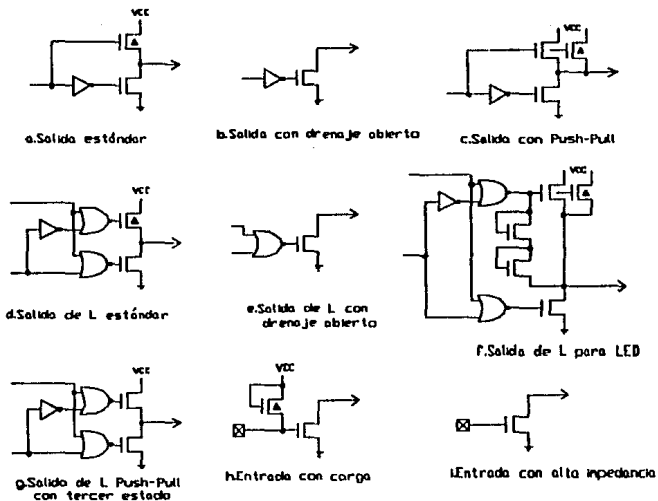 VCC
VCC
VCC
a.Salida estándar
b.Salida con drenaje abierto
c.Salida con Push-Pull
VCC
VCC
d.Salida de L estándar
e.Salida de L con
drenaje abierto
f.Salida de L para LED
VCC
VCC
g.Salida de L Push-Pull
con tercer estado
h.Entrada con carga
i.Entrada con alta impedancia